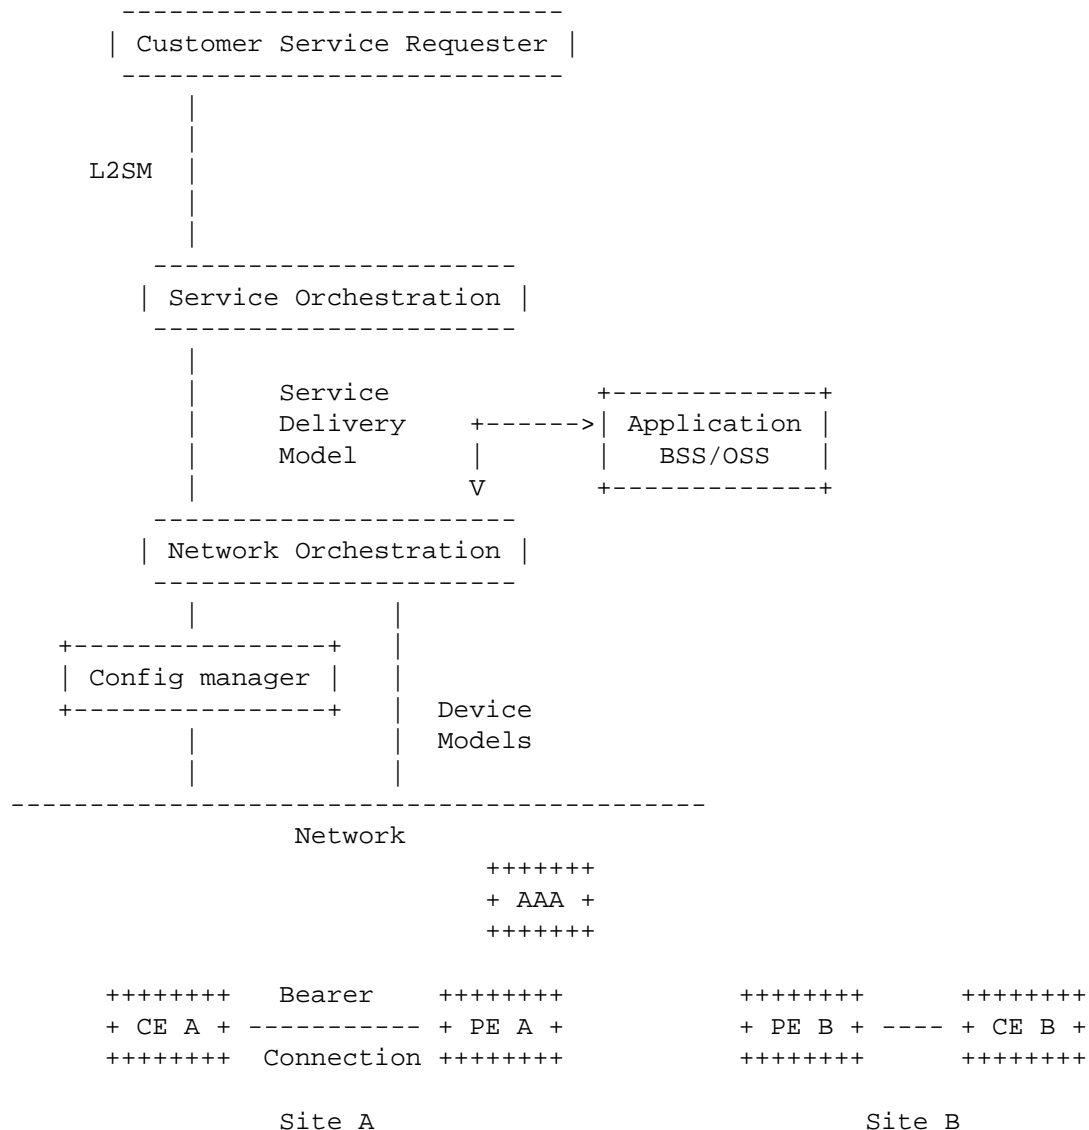 Customer Service Requester
L2SM
Service Orchestration
Service
Delivery
Model
Application
BSS/OSS
V
Network Orchestration
Config manager
Device
Models
Network
AAA
Bearer
CE A
PE A
PE B
CE B
Connection
Site A
Site B